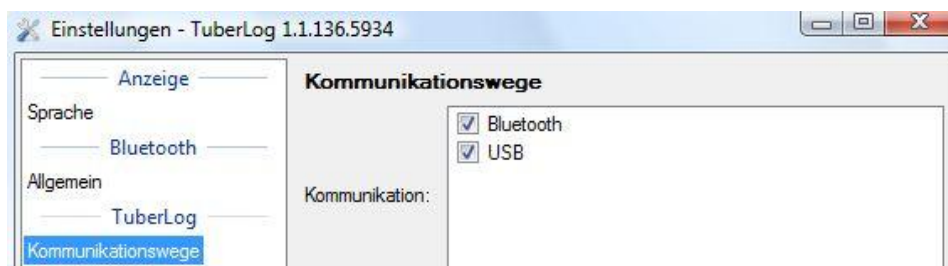 Einstellungen - TuberLog 1.1.136.5934
Anzeige
Sprache
Bluetooth
Allgemein
TuberLog
Kommunikationswege
Kommunikationswege
Kommunikation:
Bluetooth
USB